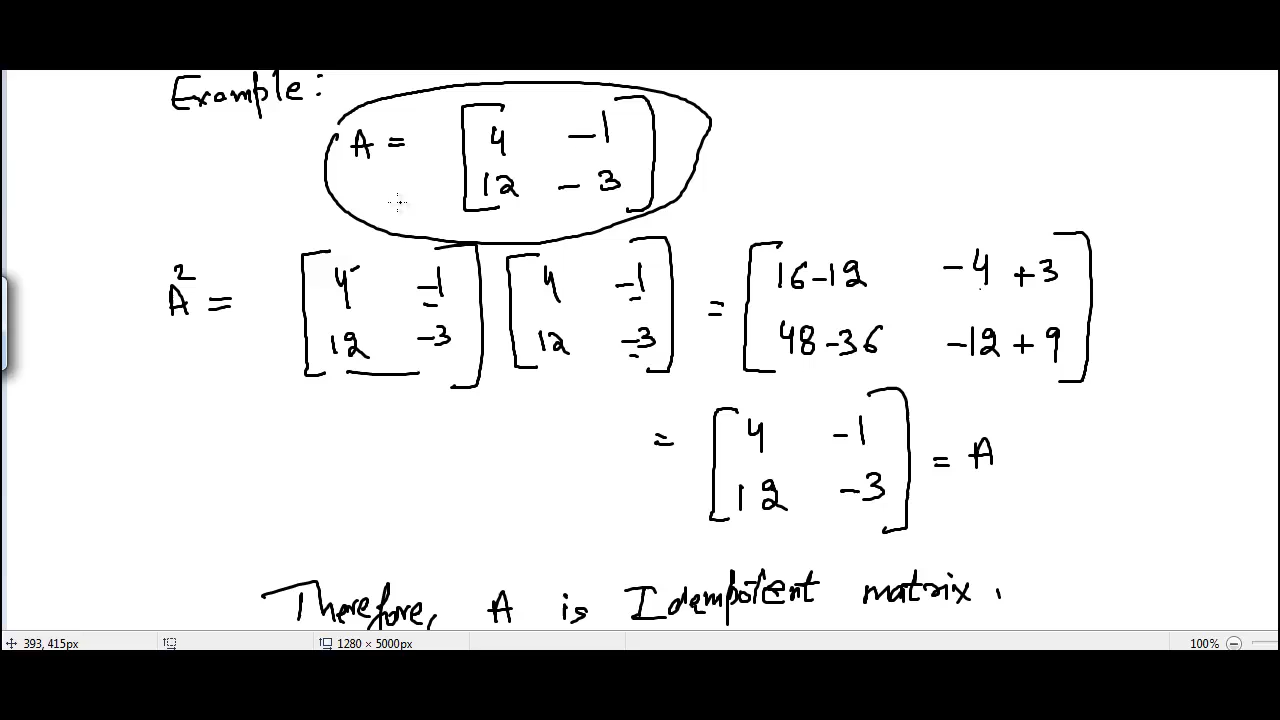 Example:
A = [4 -1
12 -3]
A² = [4 -1 [4 -1 = [16-12 -4+3
12 -3] 12 -3] 48-36 -12+9]
= [4 -1
12 -3] = A
Therefore, A is Idempotent matrix.
393, 415px 1280 × 5000px 100%